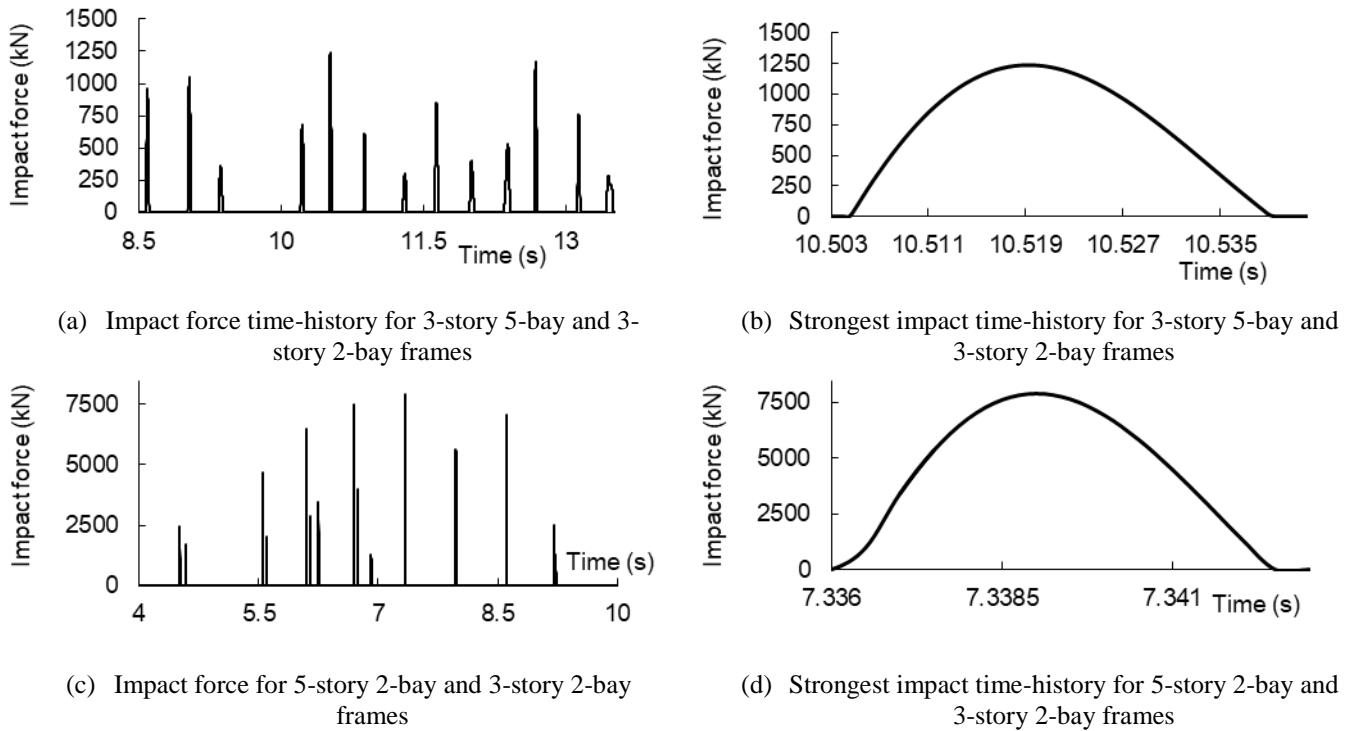 Impact force (kN)
1500
1250
1000
750
500
250
0
8.5 10 11.5 13
Time (s)
(a) Impact force time-history for 3-story 5-bay and 3-
story 2-bay frames
Impact force (kN)
1500
1250
1000
750
500
250
0
10.503 10.511 10.519 10.527 10.535
Time (s)
(b) Strongest impact time-history for 3-story 5-bay and
3-story 2-bay frames
Impact force (kN)
7500
5000
2500
0
Time (s)
4 5.5 7 8.5 10
(c) Impact force for 5-story 2-bay and 3-story 2-bay
frames
Impact force (kN)
7500
5000
2500
0
7.336 7.3385 7.341 Time (s)
(d) Strongest impact time-history for 5-story 2-bay and
3-story 2-bay frames